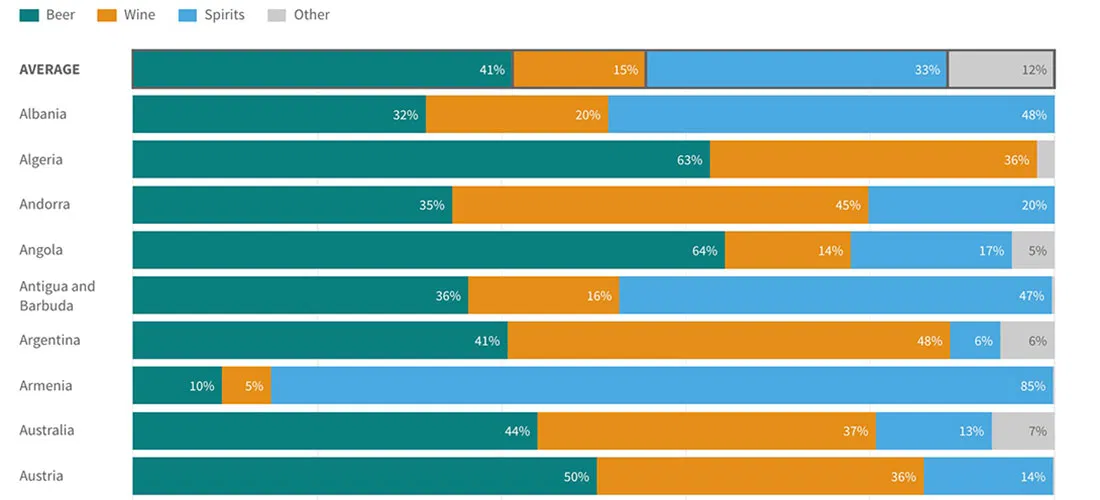 Beer Wine Spirits Other
AVERAGE 41% 15% 33% 12%
Albania 32% 20% 48%
Algeria 63% 36%
Andorra 35% 45% 20%
Angola 64% 14% 17% 5%
Antigua and
Barbuda 36% 16% 47%
Argentina 41% 48% 6% 6%
Armenia 10% 5% 85%
Australia 44% 37% 13% 7%
Austria 50% 36% 14%